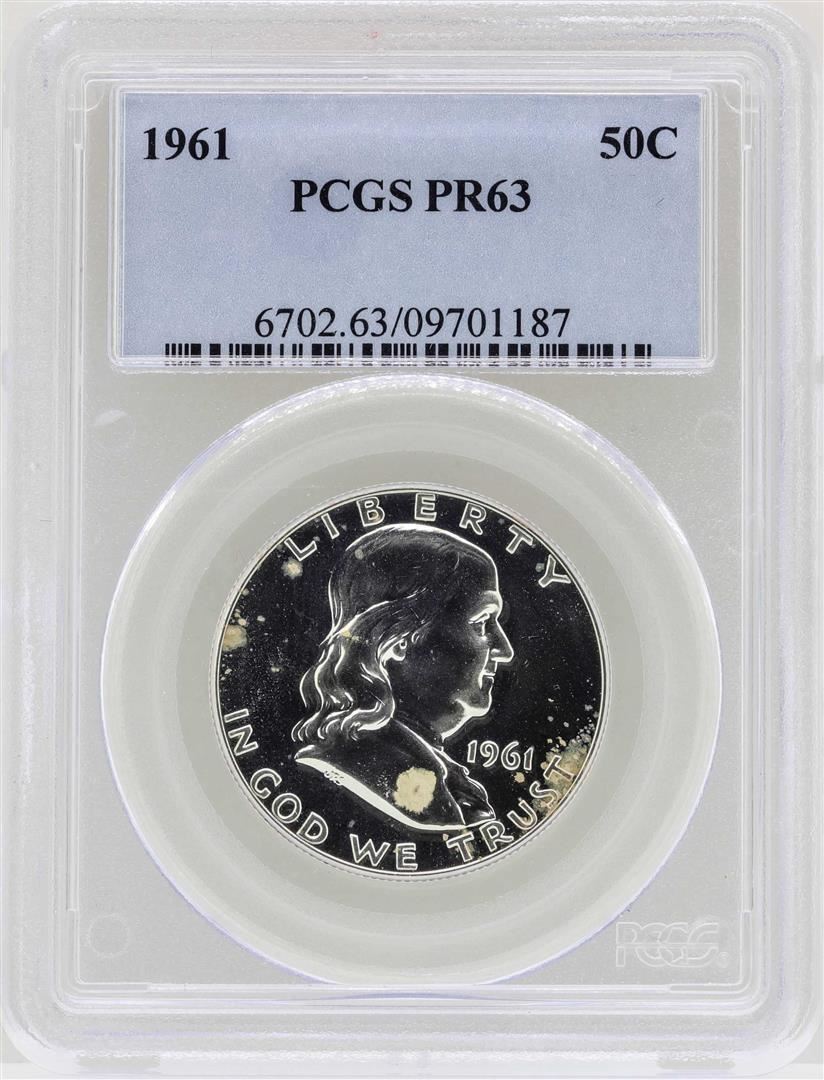 1961 50C
PCGS PR63
6702.63/09701187
LIBERTY
1961
IN GOD WE TRUST
PCGS